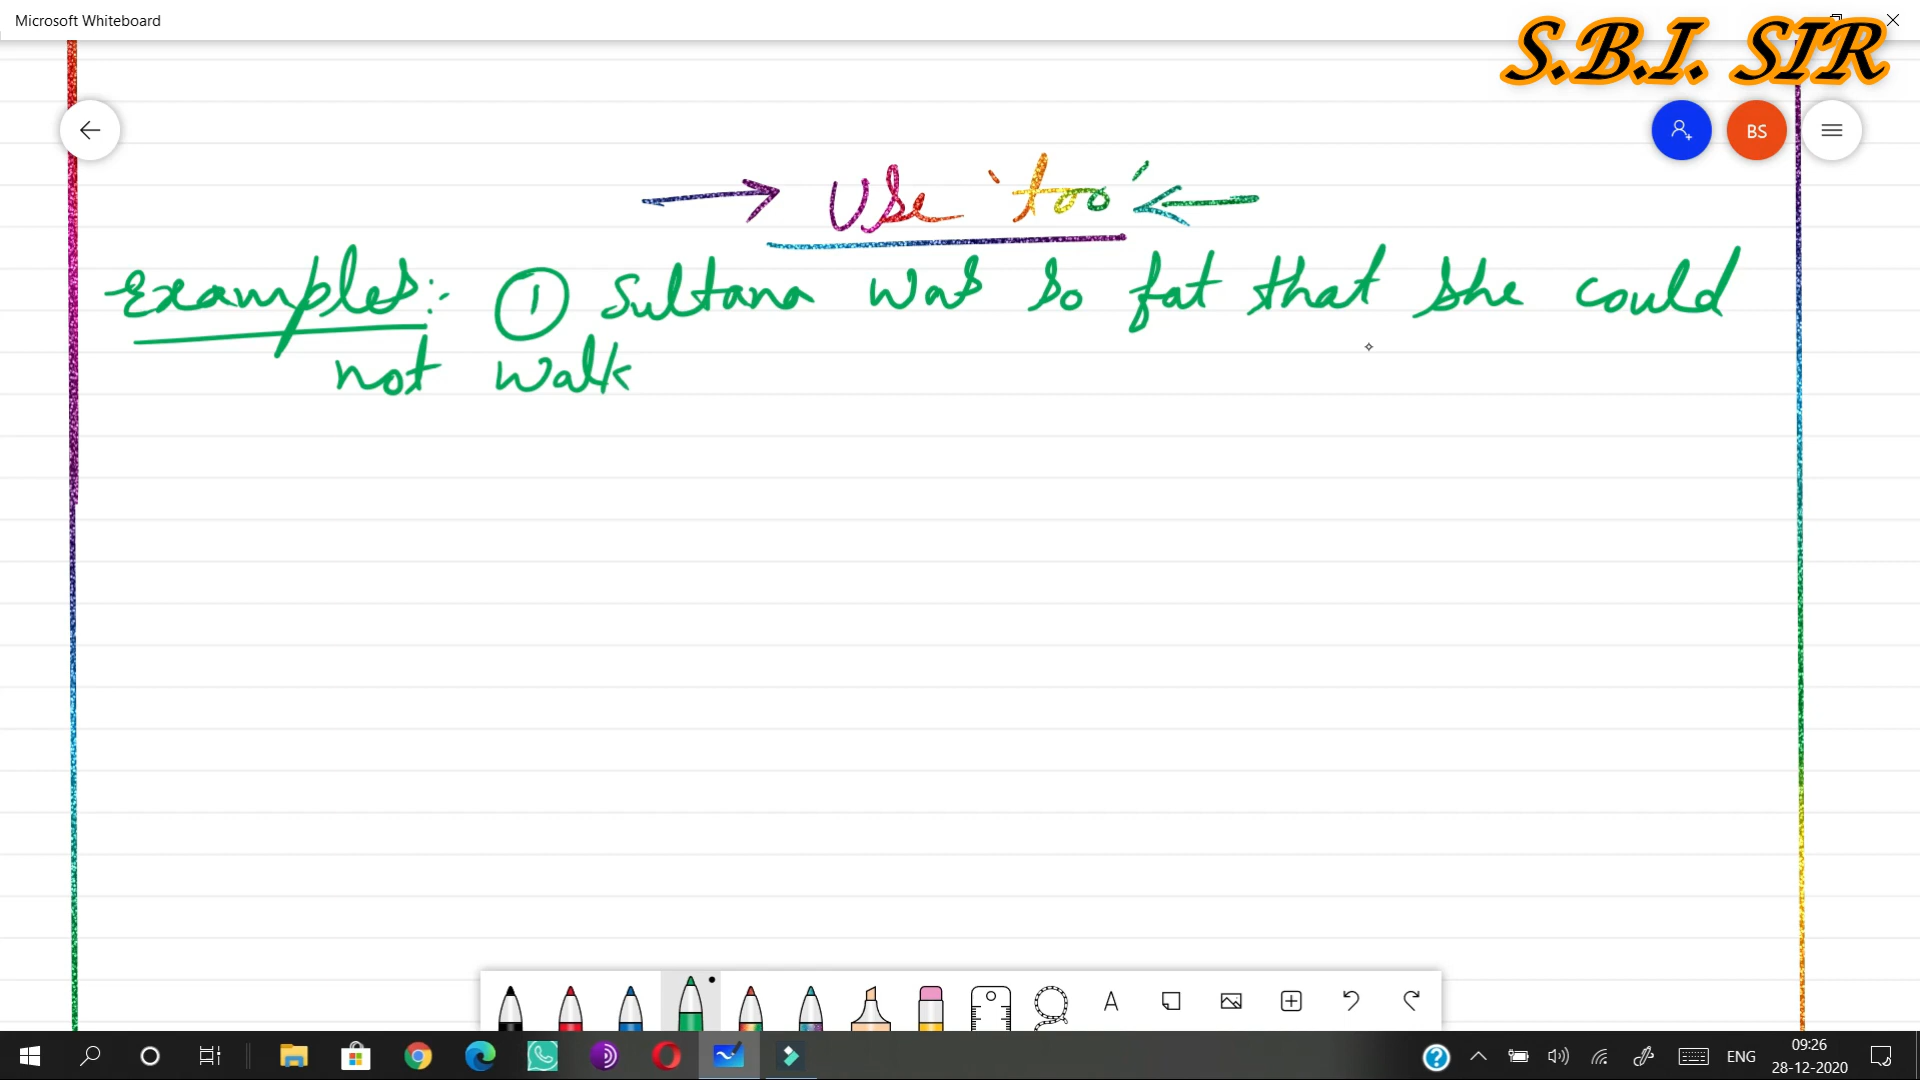 Microsoft Whiteboard
S.B.I. SIR
BS
Use 'too'
Examples:- ① Sultana was so fat that she could
not walk
A
ENG
09:26
28-12-2020